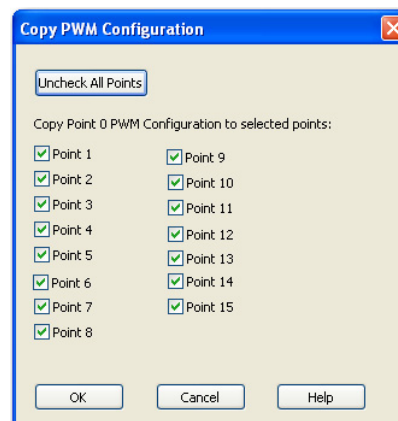 Copy PWM Configuration
Uncheck All Points
Copy Point 0 PWM Configuration to selected points:
Point 1
Point 2
Point 3
Point 4
Point 5
Point 6
Point 7
Point 8
Point 9
Point 10
Point 11
Point 12
Point 13
Point 14
Point 15
OK
Cancel
Help